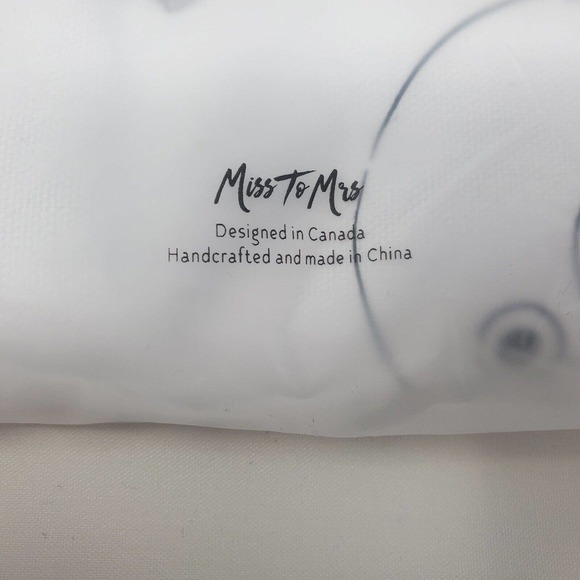 Miss To Mrs
Designed in Canada
Handcrafted and made in China